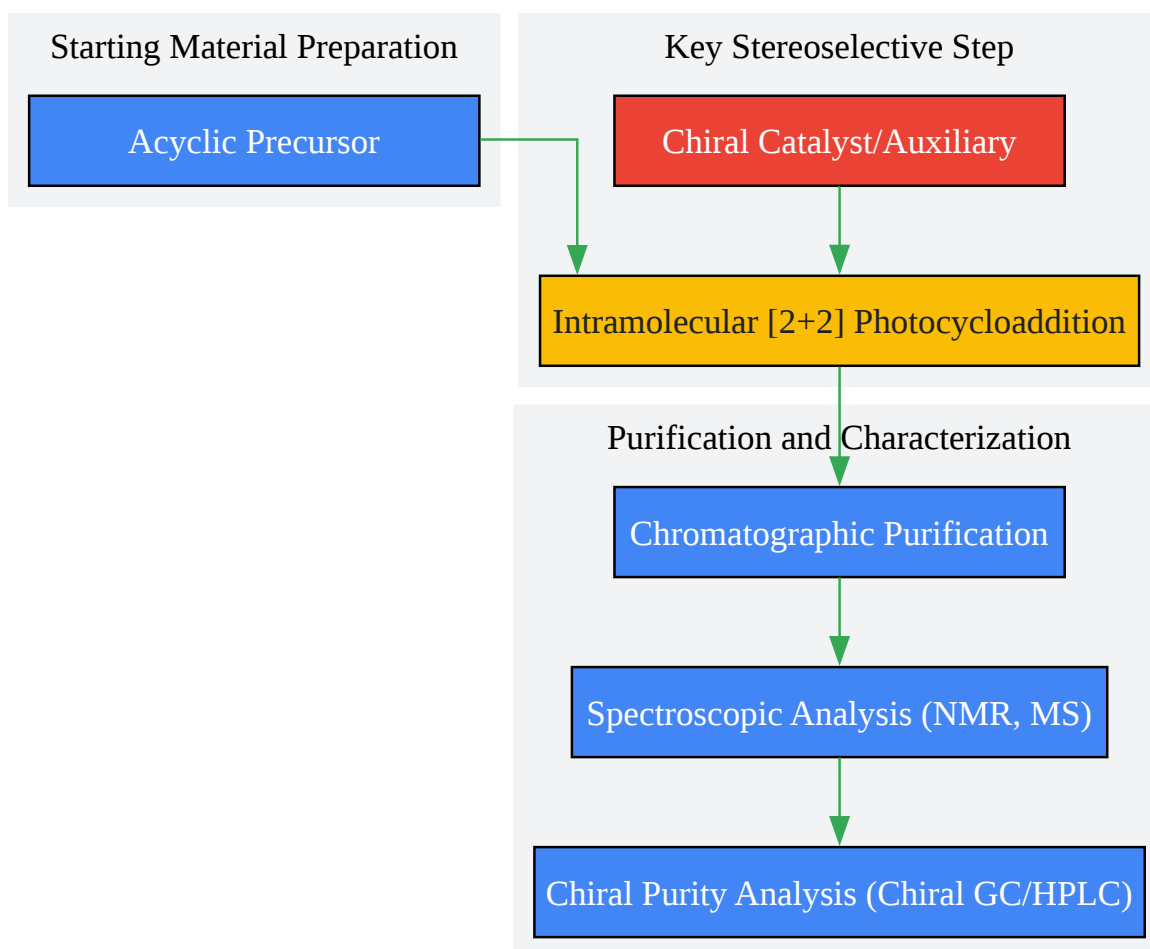 Starting Material Preparation
Acyclic Precursor
Key Stereoselective Step
Chiral Catalyst/Auxiliary
Intramolecular [2+2] Photocycloaddition
Purification and Characterization
Chromatographic Purification
Spectroscopic Analysis (NMR, MS)
Chiral Purity Analysis (Chiral GC/HPLC)